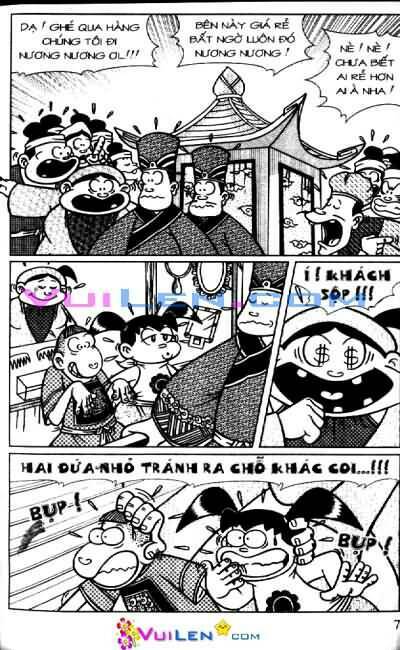 DẠ! GHÉ QUA HÀNG
CHÚNG TÔI ĐI
NƯƠNG NƯƠNG ƠI...!!!
BÊN NÀY GIÁ RẺ
BẤT NGỜ LUÔN ĐÓ
NƯƠNG NƯƠNG!
NÈ! NÈ!
CHƯA BIẾT
AI RẺ HƠN
AI À NHA!
VUILEN.COM
Í! KHÁCH
SỘP!!!
$ $
HAI ĐỨA NHỎ TRÁNH RA CHỖ KHÁC COI...!!!
BỤP!
BỤP!
7
VUILEN.COM